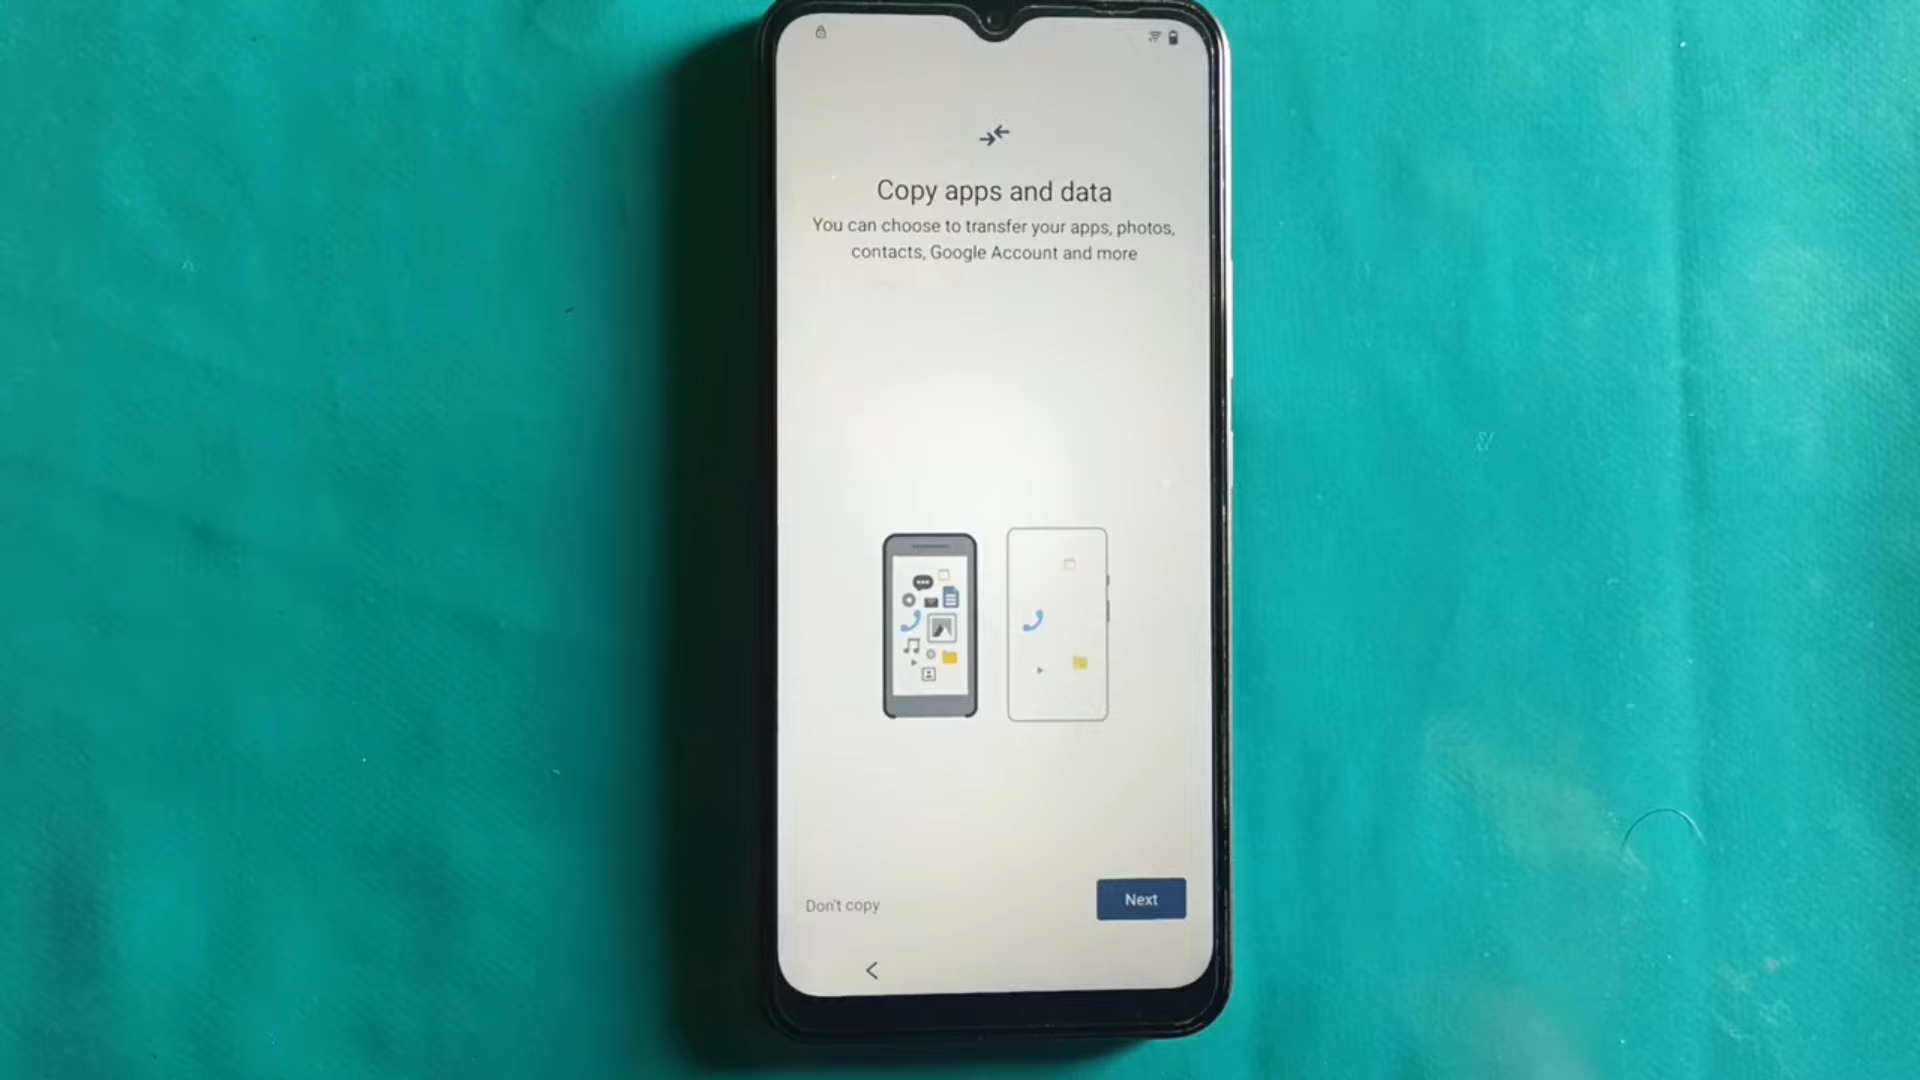 Copy apps and data
You can choose to transfer your apps, photos,
contacts, Google Account and more
Don't copy
Next